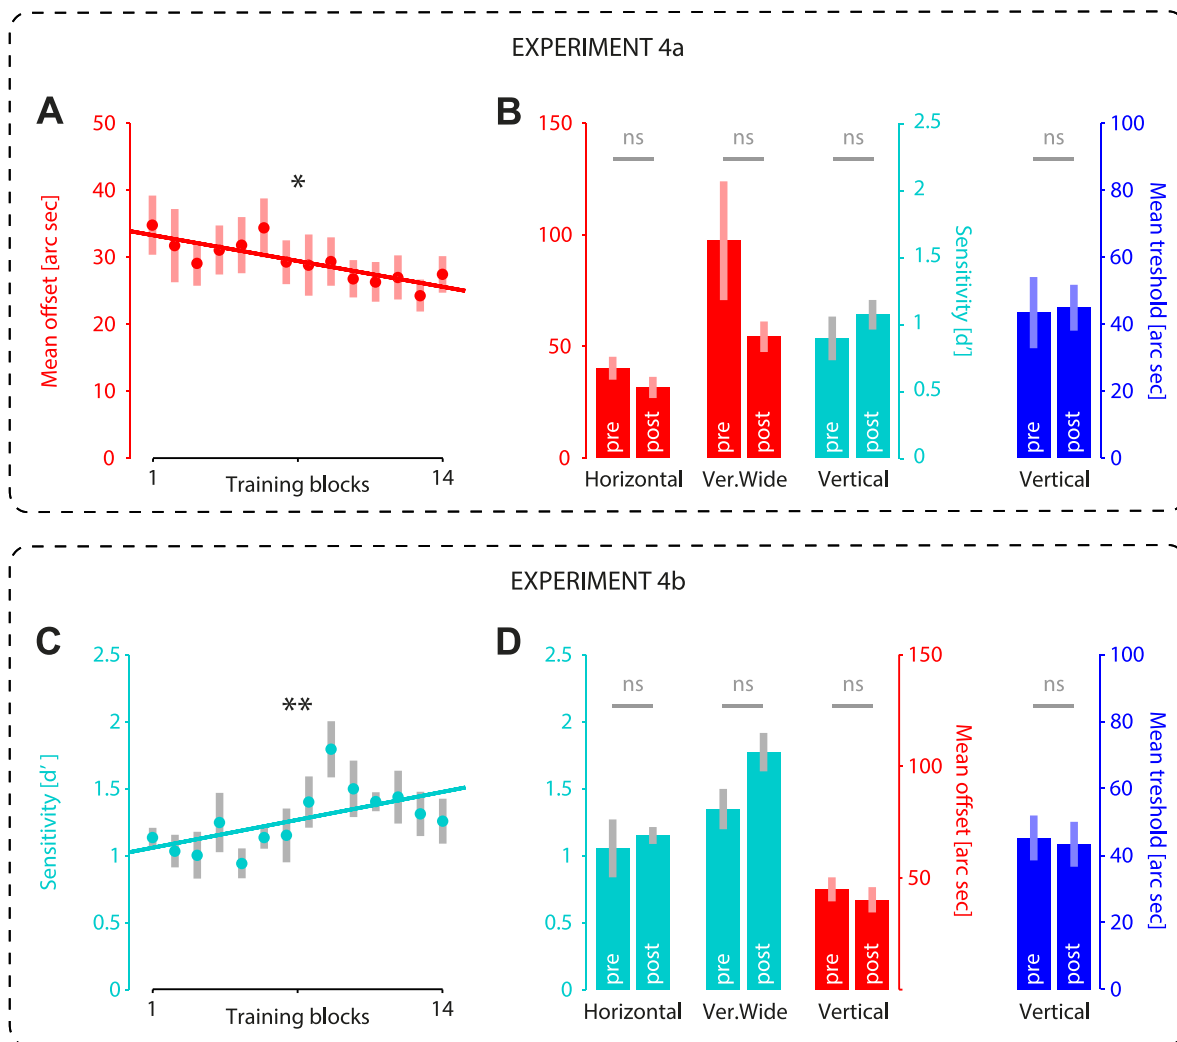 EXPERIMENT 4a
A
50
40
30
20
10
0
Mean offset [arc sec]
*
1
14
Training blocks
B
150
100
50
0
ns
ns
ns
ns
pre
post
pre
post
pre
post
pre
post
Horizontal
Ver.Wide
Vertical
Vertical
2.5
2
1.5
1
0.5
0
Sensitivity [d']
100
80
60
40
20
0
Mean treshold [arc sec]
EXPERIMENT 4b
C
2.5
2
1.5
1
0.5
0
Sensitivity [d']
**
1
14
Training blocks
D
2.5
2
1.5
1
0.5
0
ns
ns
ns
ns
pre
post
pre
post
pre
post
pre
post
Horizontal
Ver.Wide
Vertical
Vertical
150
100
50
0
Mean offset [arc sec]
100
80
60
40
20
0
Mean treshold [arc sec]